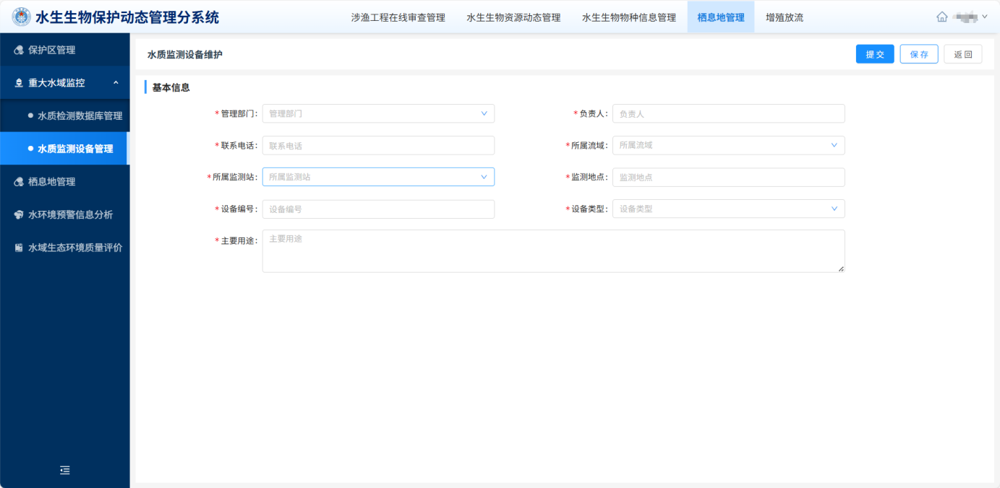 水生生物保护动态管理分系统
涉渔工程在线审查管理 水生生物资源动态管理 水生生物物种信息管理 栖息地管理 增殖放流
保护区管理
重大水域监控
水质检测数据库管理
水质监测设备管理
栖息地管理
水环境预警信息分析
水域生态环境质量评价
水质监测设备维护
提交 保存 返回
基本信息
*管理部门: 管理部门 *负责人: 负责人
*联系电话: 联系电话 *所属流域: 所属流域
*所属监测站: 所属监测站 *监测地点: 监测地点
*设备编号: 设备编号 *设备类型: 设备类型
*主要用途: 主要用途